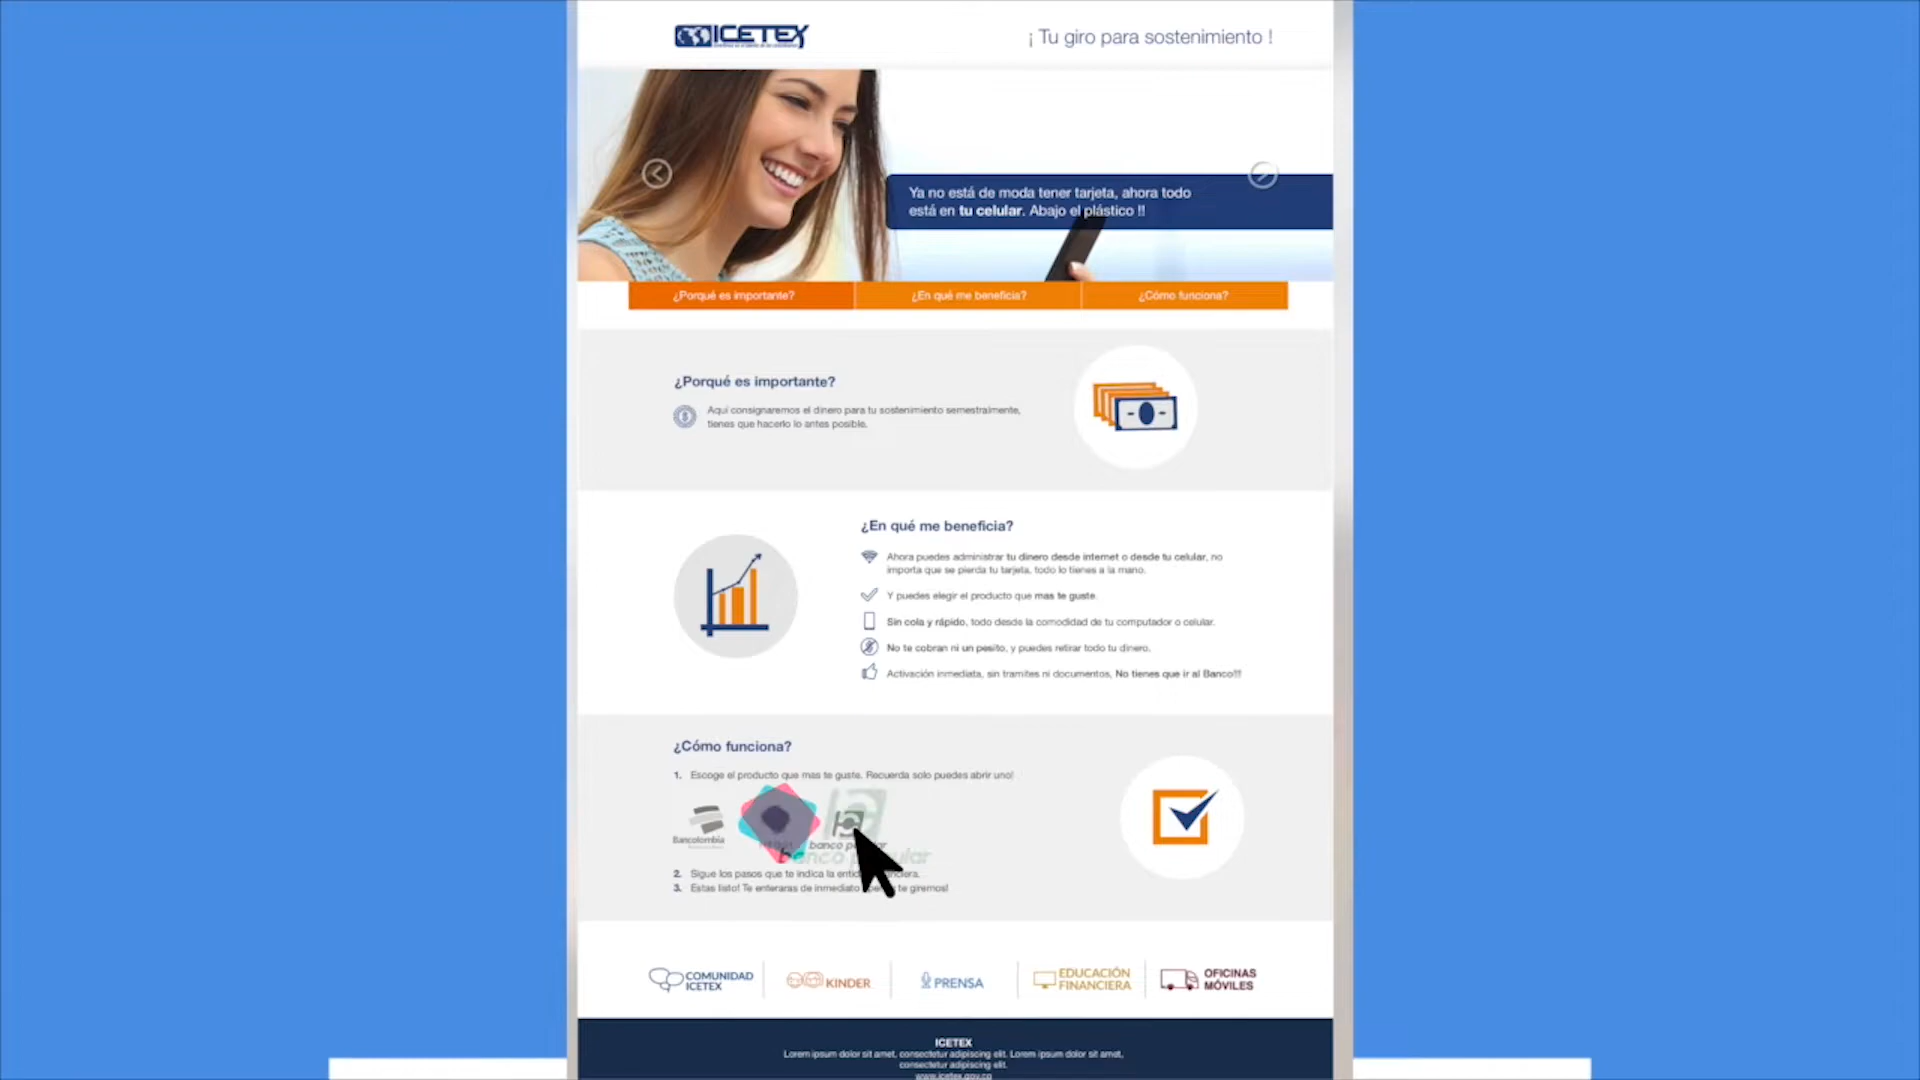 ICETEX
¡ Tu giro para sostenimiento !
Ya no está de moda tener tarjeta, ahora todo
está en tu celular. Abajo el plástico !!
¿Porqué es importante?
¿En qué me beneficia?
¿Cómo funciona?
¿Porqué es importante?
Aquí consignaremos el dinero para tu sostenimiento semestralmente,
tienes que hacerlo lo antes posible.
¿En qué me beneficia?
Ahora puedes administrar tu dinero desde internet o desde tu celular, no
importa que se pierda tu tarjeta, todo lo tienes a la mano.
Y puedes elegir el producto que mas te guste.
Sin cola y rápido, todo desde la comodidad de tu computador o celular.
No te cobran ni un pesito, y puedes retirar todo tu dinero.
Activación inmediata, sin tramites ni documentos, No tienes que ir al Banco!!!
¿Cómo funciona?
1. Escoge el producto que mas te guste. Recuerda solo puedes abrir uno!
Bancolombia
banco
2. Sigue los pasos que te indica la
3. Estas listo! Te enteraras de inmediato te giremos!
COMUNIDAD
ICETEX
KINDER
PRENSA
EDUCACIÓN
FINANCIERA
OFICINAS
MÓVILES
ICETEX
Lorem ipsum dolor sit amet, consectetur adipiscing elit. Lorem ipsum dolor sit amet,
consectetur adipiscing elit.
www.icetex.gov.co